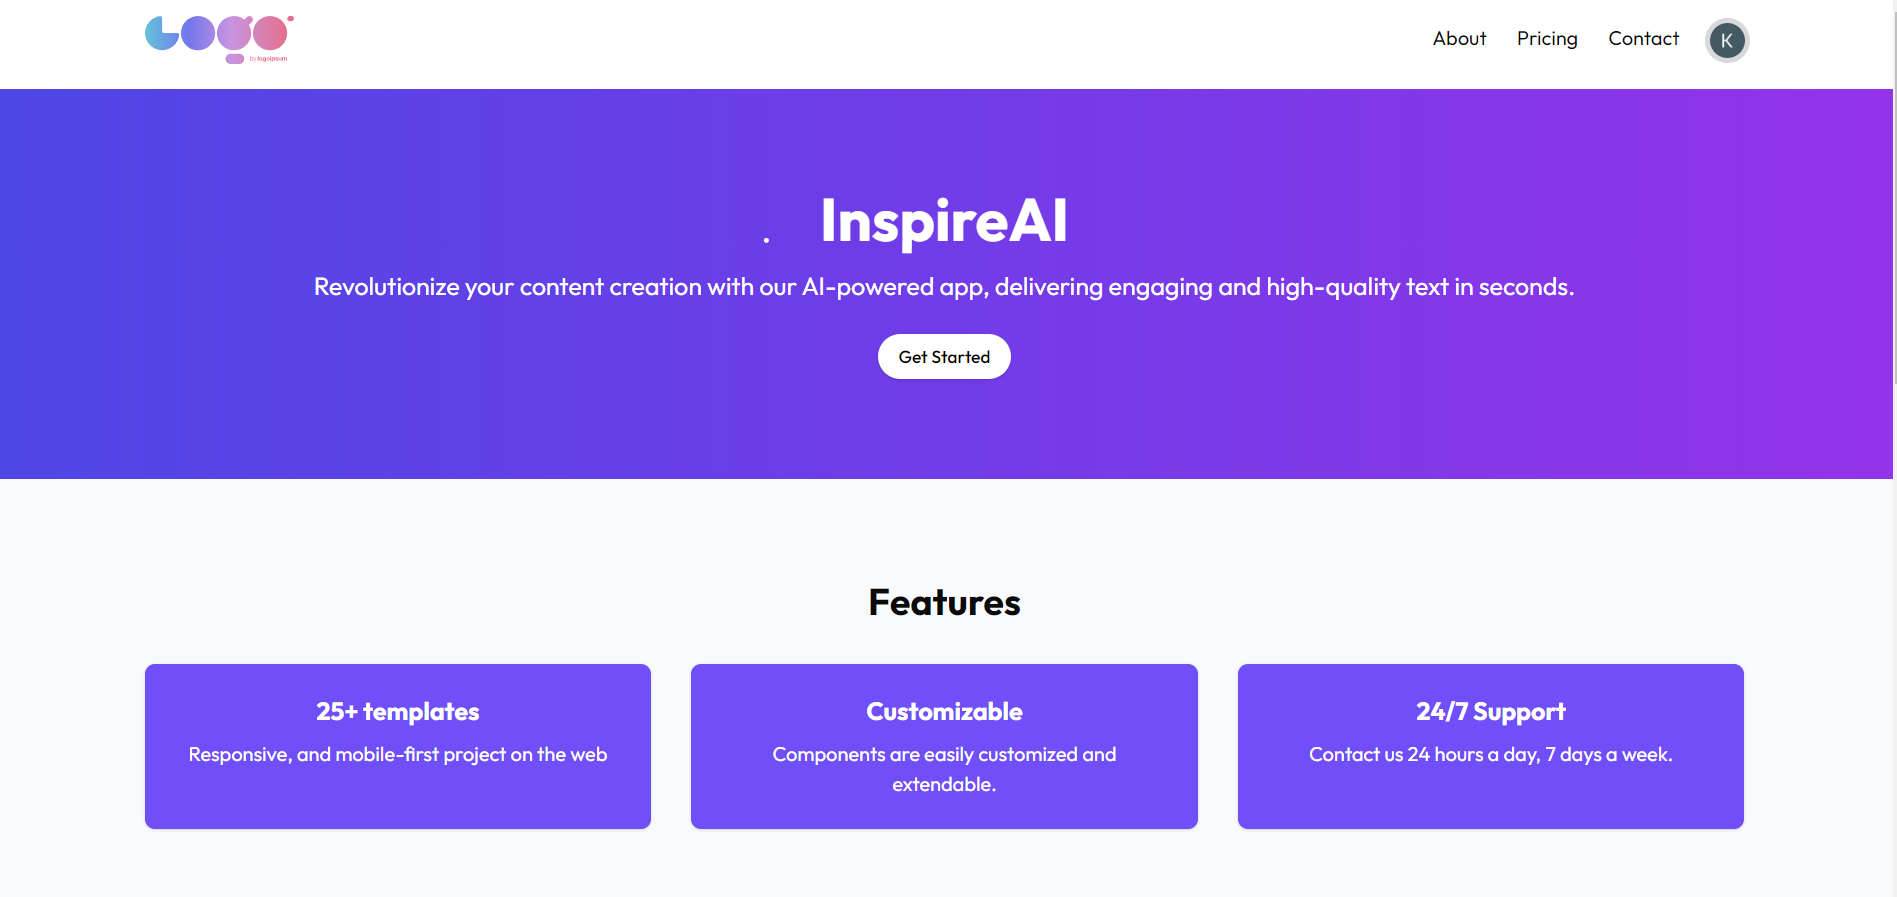 Logo
by logoipsum
About Pricing Contact K
InspireAI
Revolutionize your content creation with our AI-powered app, delivering engaging and high-quality text in seconds.
Get Started
Features
25+ templates
Responsive, and mobile-first project on the web
Customizable
Components are easily customized and
extendable.
24/7 Support
Contact us 24 hours a day, 7 days a week.